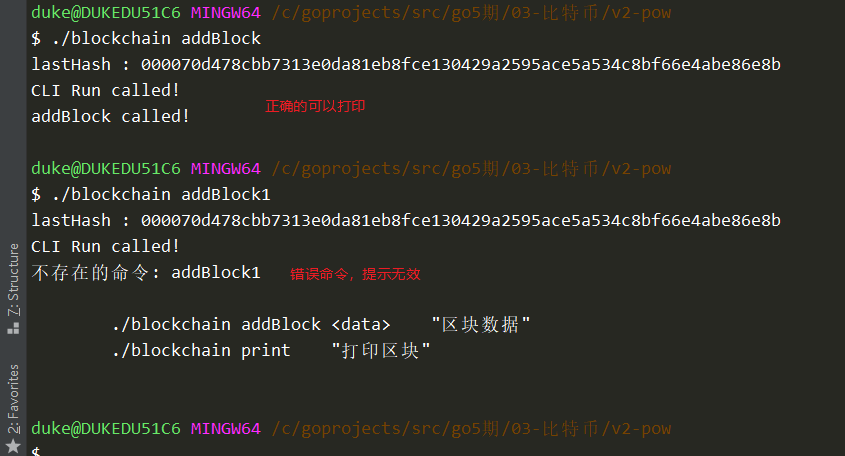 duke@DUKEDU51C6 MINGW64 /c/goprojects/src/go5期/03-比特币/v2-pow
$ ./blockchain addBlock
lastHash : 000070d478cbb7313e0da81eb8fce130429a2595ace5a534c8bf66e4abe86e8b
CLI Run called!
正确的可以打印
addBlock called!
duke@DUKEDU51C6 MINGW64 /c/goprojects/src/go5期/03-比特币/v2-pow
$ ./blockchain addBlock1
lastHash : 000070d478cbb7313e0da81eb8fce130429a2595ace5a534c8bf66e4abe86e8b
CLI Run called!
不存在的命令: addBlock1 错误命令，提示无效
./blockchain addBlock <data> "区块数据"
./blockchain print "打印区块"
duke@DUKEDU51C6 MINGW64 /c/goprojects/src/go5期/03-比特币/v2-pow
$
Z: Structure
2: Favorites